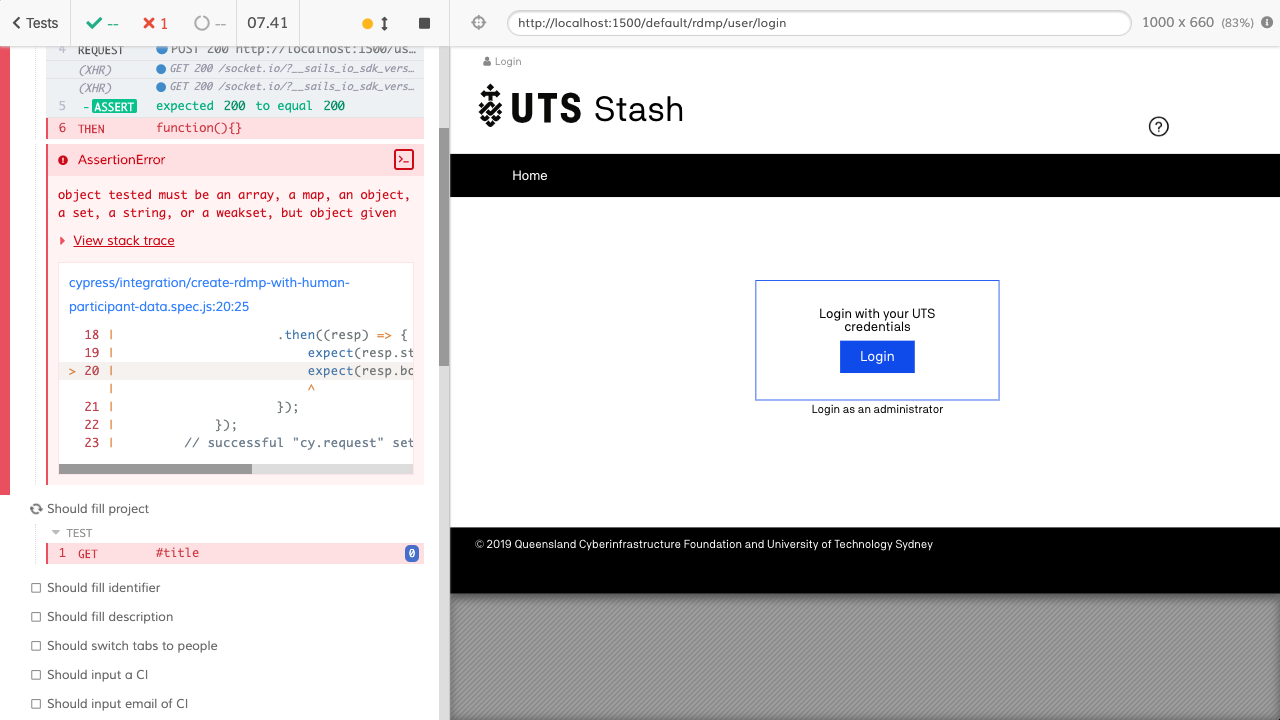 Tests
--
1
--
07.41
http://localhost:1500/default/rdmp/user/login
1000 x 660 (83%)
4 REQUEST POST 200 http://localhost:1500/us…
(XHR) GET 200 /socket.io/?__sails_io_sdk_vers…
(XHR) GET 200 /socket.io/?__sails_io_sdk_vers…
5 -ASSERT expected 200 to equal 200
6 THEN function(){}
AssertionError
object tested must be an array, a map, an object,
a set, a string, or a weakset, but object given
View stack trace
cypress/integration/create-rdmp-with-human-
participant-data.spec.js:20:25
18 | .then((resp) => {
19 | expect(resp.st
> 20 | expect(resp.bo
| ^
21 | });
22 | });
23 | // successful "cy.request" set
Should fill project
TEST
1 GET #title 0
Should fill identifier
Should fill description
Should switch tabs to people
Should input a CI
Should input email of CI
Login
UTS Stash
?
Home
Login with your UTS
credentials
Login
Login as an administrator
© 2019 Queensland Cyberinfrastructure Foundation and University of Technology Sydney